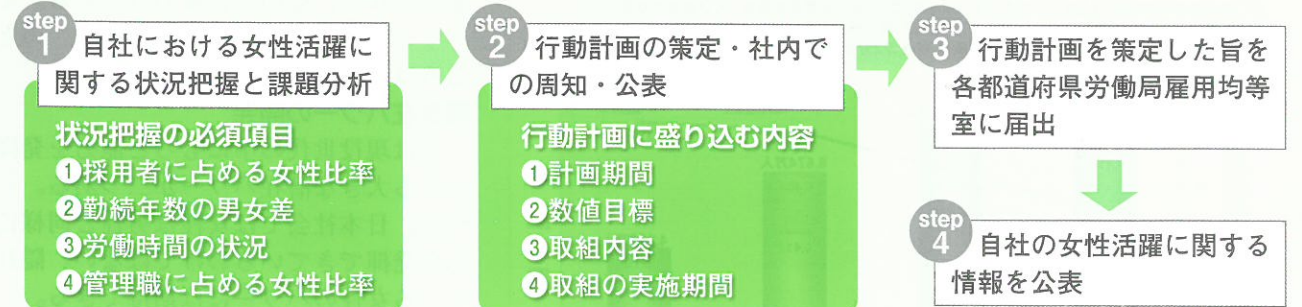 step
1
自社における女性活躍に
関する状況把握と課題分析
状況把握の必須項目
❶採用者に占める女性比率
❷勤続年数の男女差
❸労働時間の状況
❹管理職に占める女性比率
step
2
行動計画の策定・社内で
の周知・公表
行動計画に盛り込む内容
❶計画期間
❷数値目標
❸取組内容
❹取組の実施期間
step
3
行動計画を策定した旨を
各都道府県労働局雇用均等
室に届出
step
4
自社の女性活躍に関する
情報を公表